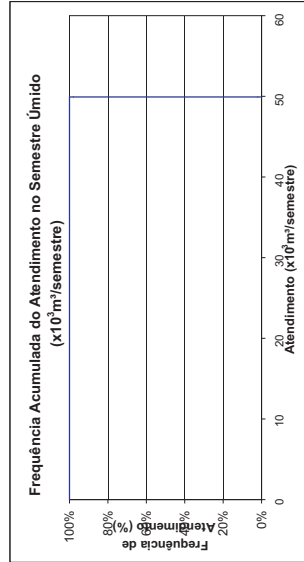 Frequência Acumulada do Atendimento no Semestre Úmido
(x10³m³/semestre)
Frequência de
Atendimento (%)
100%
80%
60%
40%
20%
0%
0
10
20
30
40
50
60
Atendimento (x10³m³/semestre)